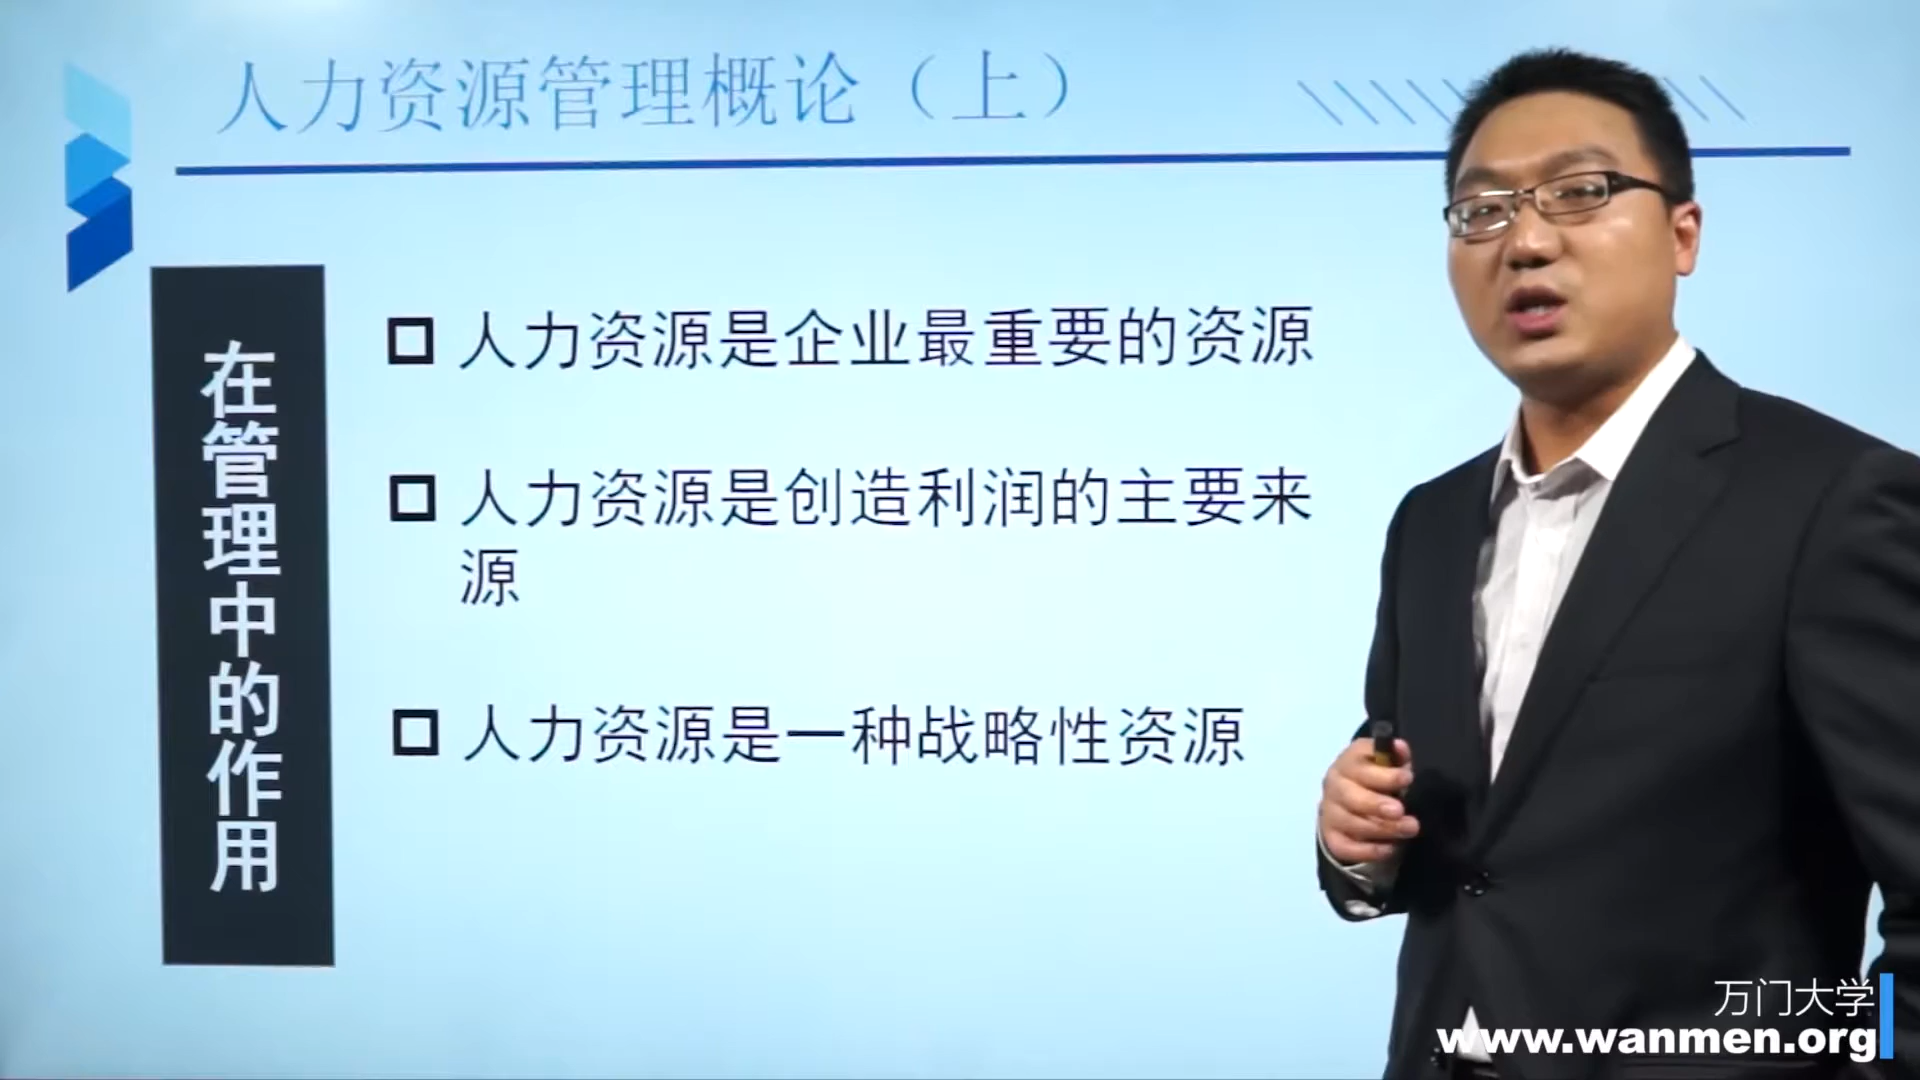 人力资源管理概论（上）
在管理中的作用
人力资源是企业最重要的资源
人力资源是创造利润的主要来
源
人力资源是一种战略性资源
万门大学
www.wanmen.org